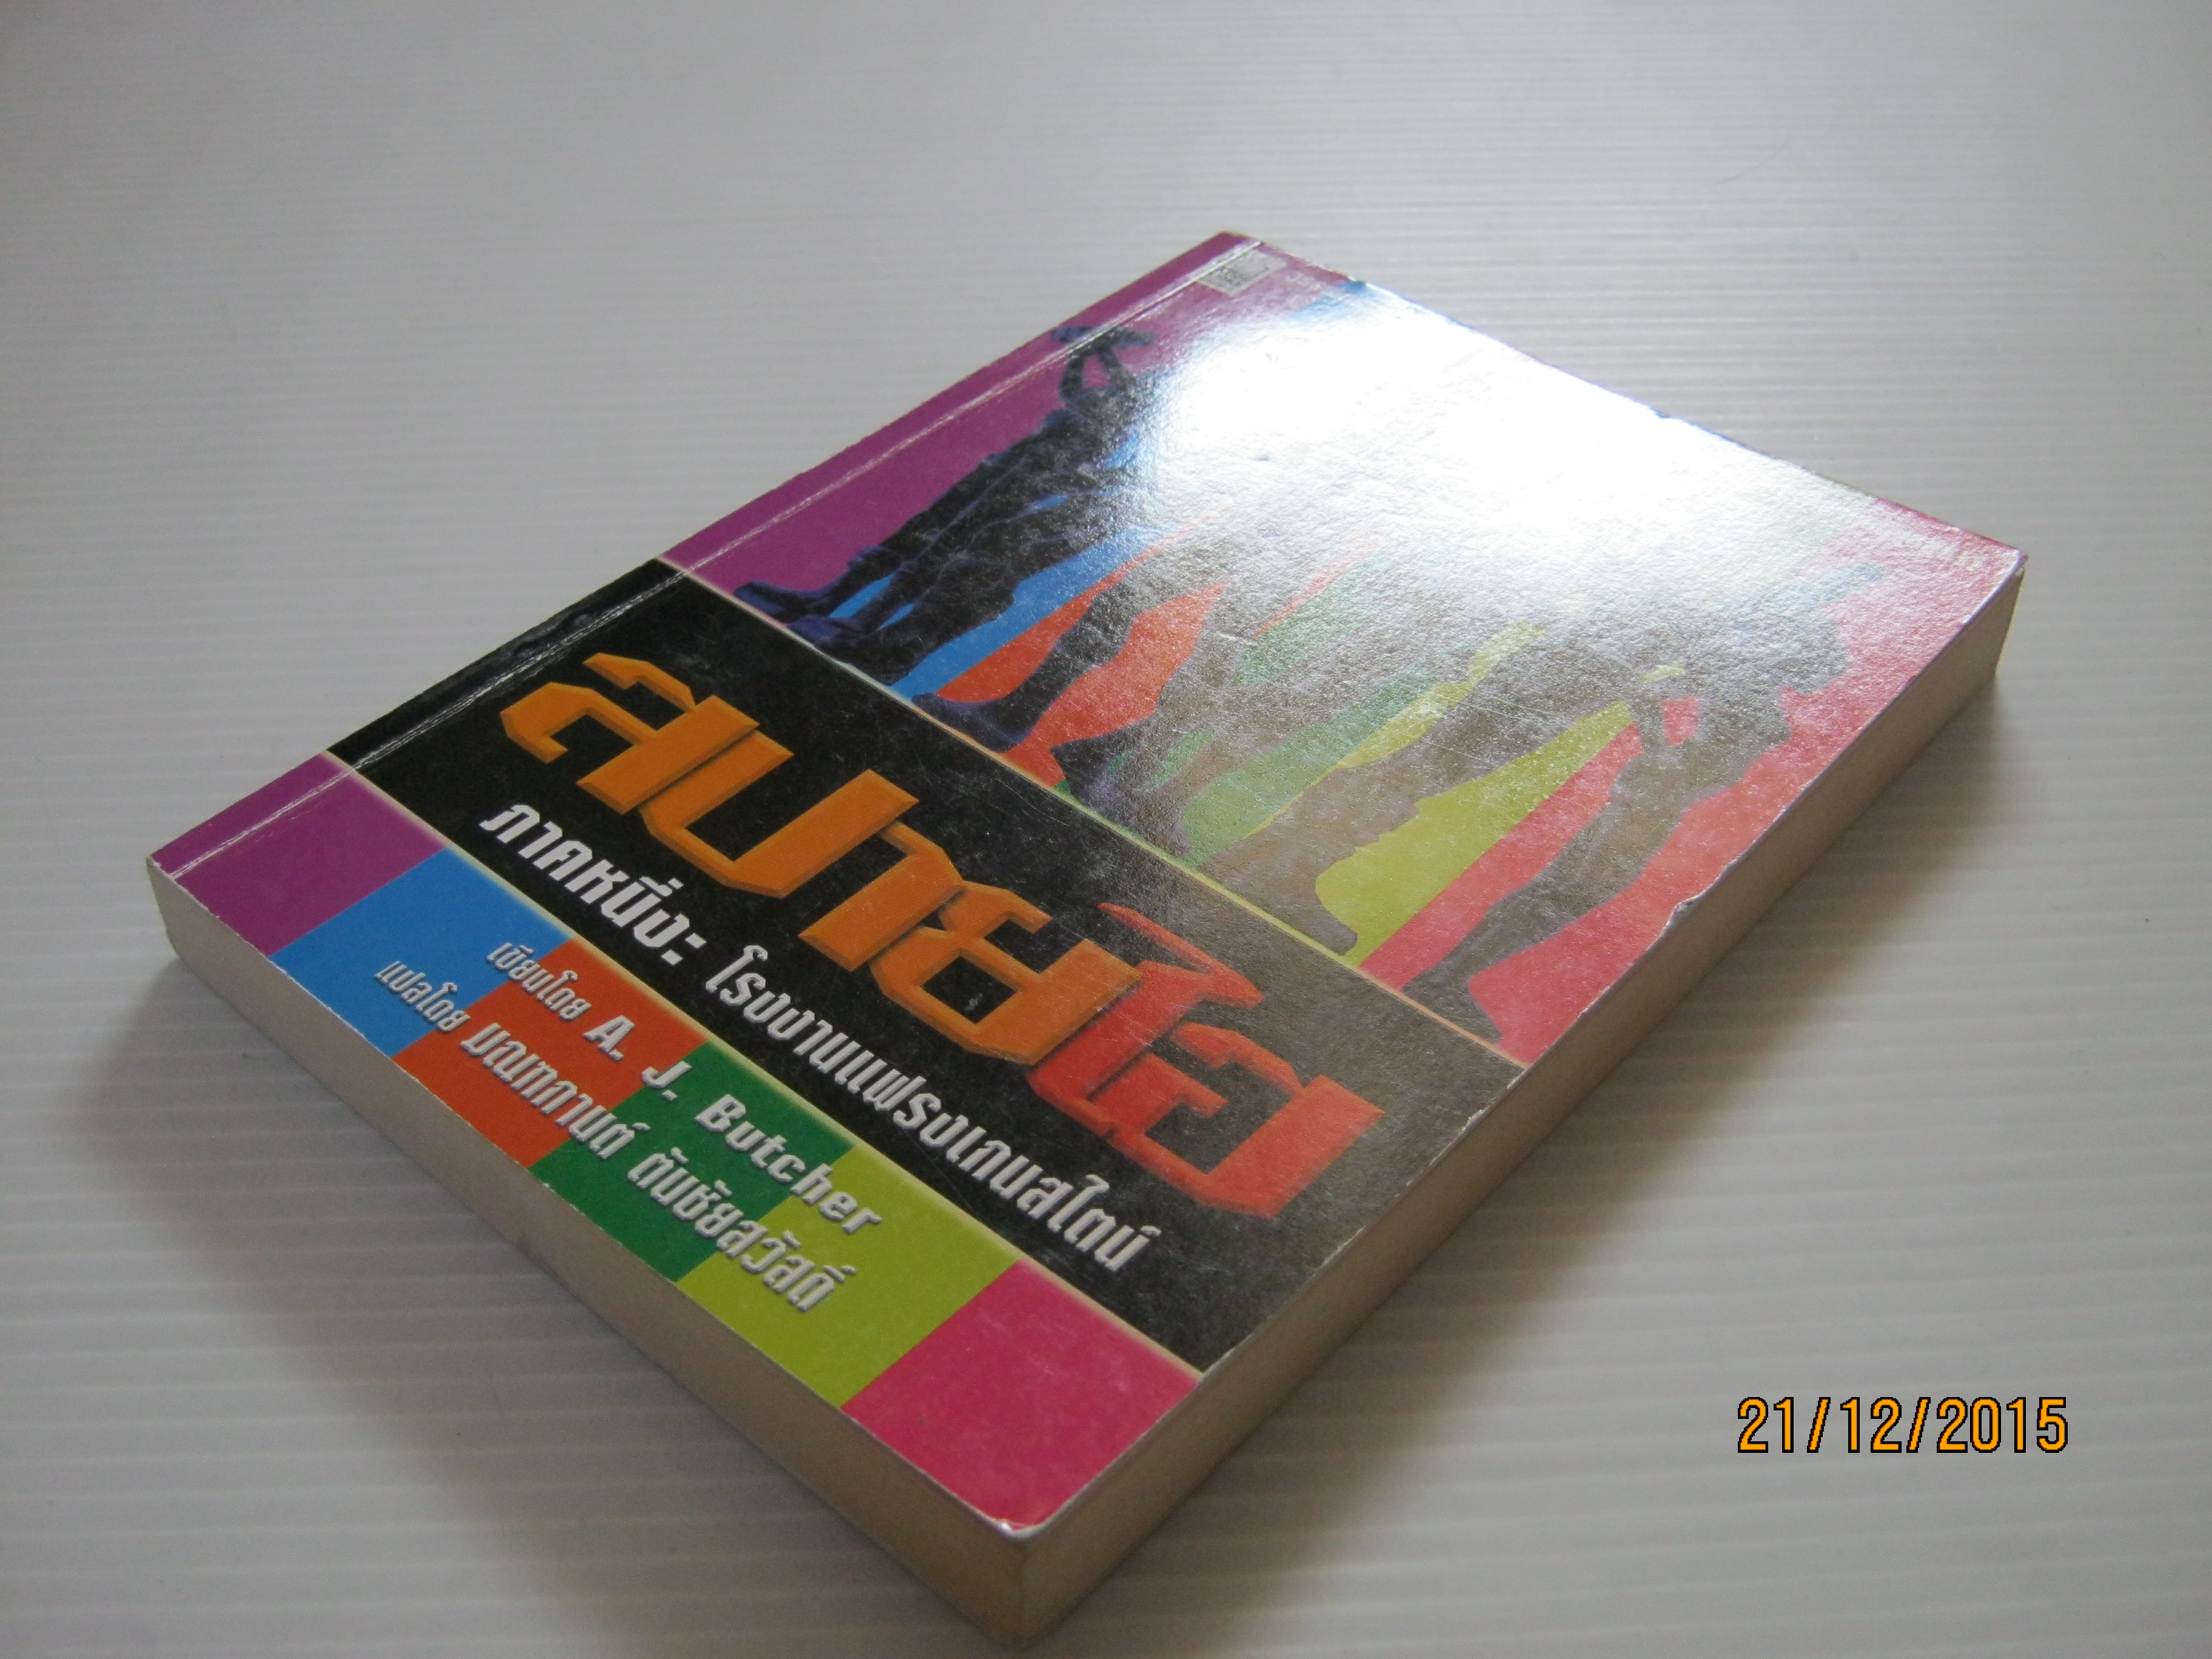 สปายไฮ
ภาคหนึ่ง: โรงงานแฟรงเกนสไตน์
เขียนโดย A. J. Butcher
แปลโดย มณฑกานต์ ตันชัยสวัสดิ์
21/12/2015